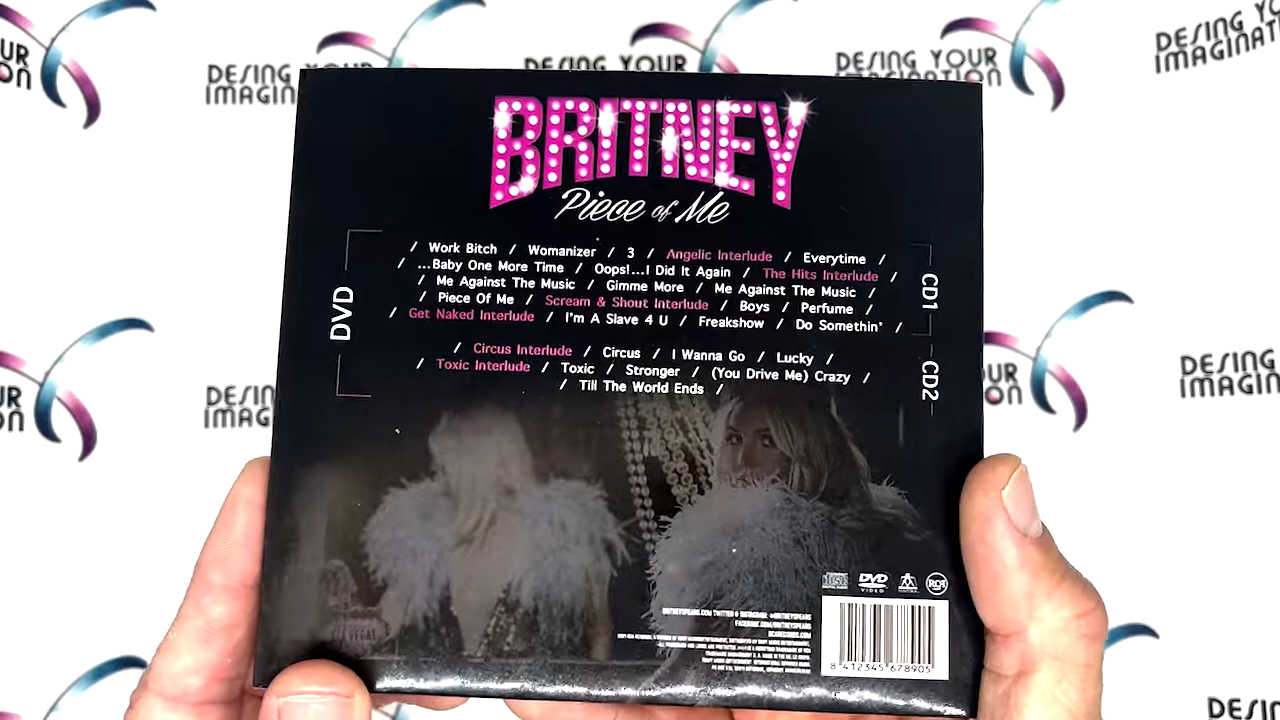 DESING YOUR
IMAGINATION
BRITNEY
Piece of Me
DVD
/ Work Bitch / Womanizer / 3 / Angelic Interlude / Everytime /
/ ...Baby One More Time / Oops!...I Did It Again / The Hits Interlude /
/ Me Against The Music / Gimme More / Me Against The Music /
/ Piece Of Me / Scream & Shout Interlude / Boys / Perfume /
/ Get Naked Interlude / I'm A Slave 4 U / Freakshow / Do Somethin' /
CD1
/ Circus Interlude / Circus / I Wanna Go / Lucky /
/ Toxic Interlude / Toxic / Stronger / (You Drive Me) Crazy /
/ Till The World Ends /
CD2
DVD
VIDEO
RCA
8 412345 678905